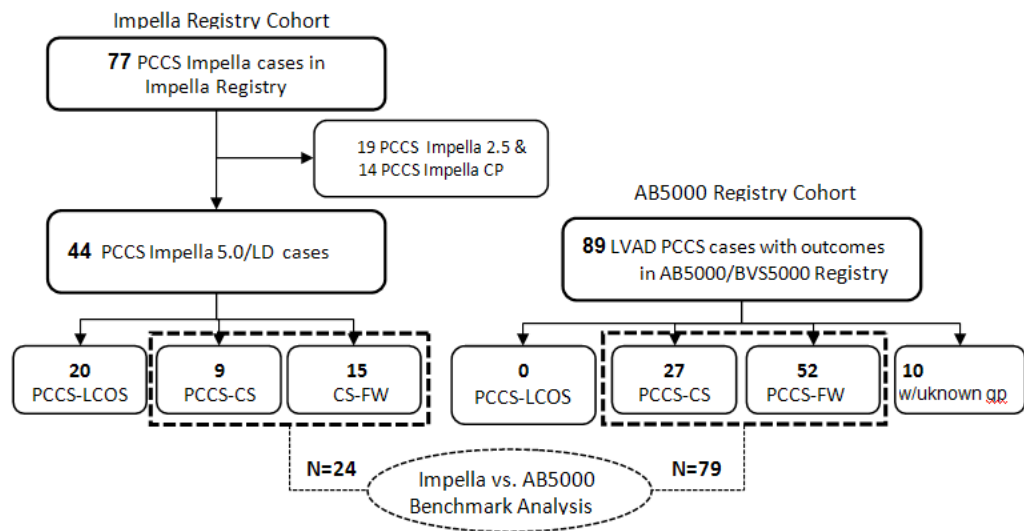 Impella Registry Cohort
77 PCCS Impella cases in
Impella Registry
19 PCCS Impella 2.5 &
14 PCCS Impella CP
44 PCCS Impella 5.0/LD cases
20
PCCS-LCOS
9
PCCS-CS
15
CS-FW
AB5000 Registry Cohort
89 LVAD PCCS cases with outcomes
in AB5000/BVS5000 Registry
0
PCCS-LCOS
27
PCCS-CS
52
PCCS-FW
10
w/uknown gp
N=24
Impella vs. AB5000
Benchmark Analysis
N=79